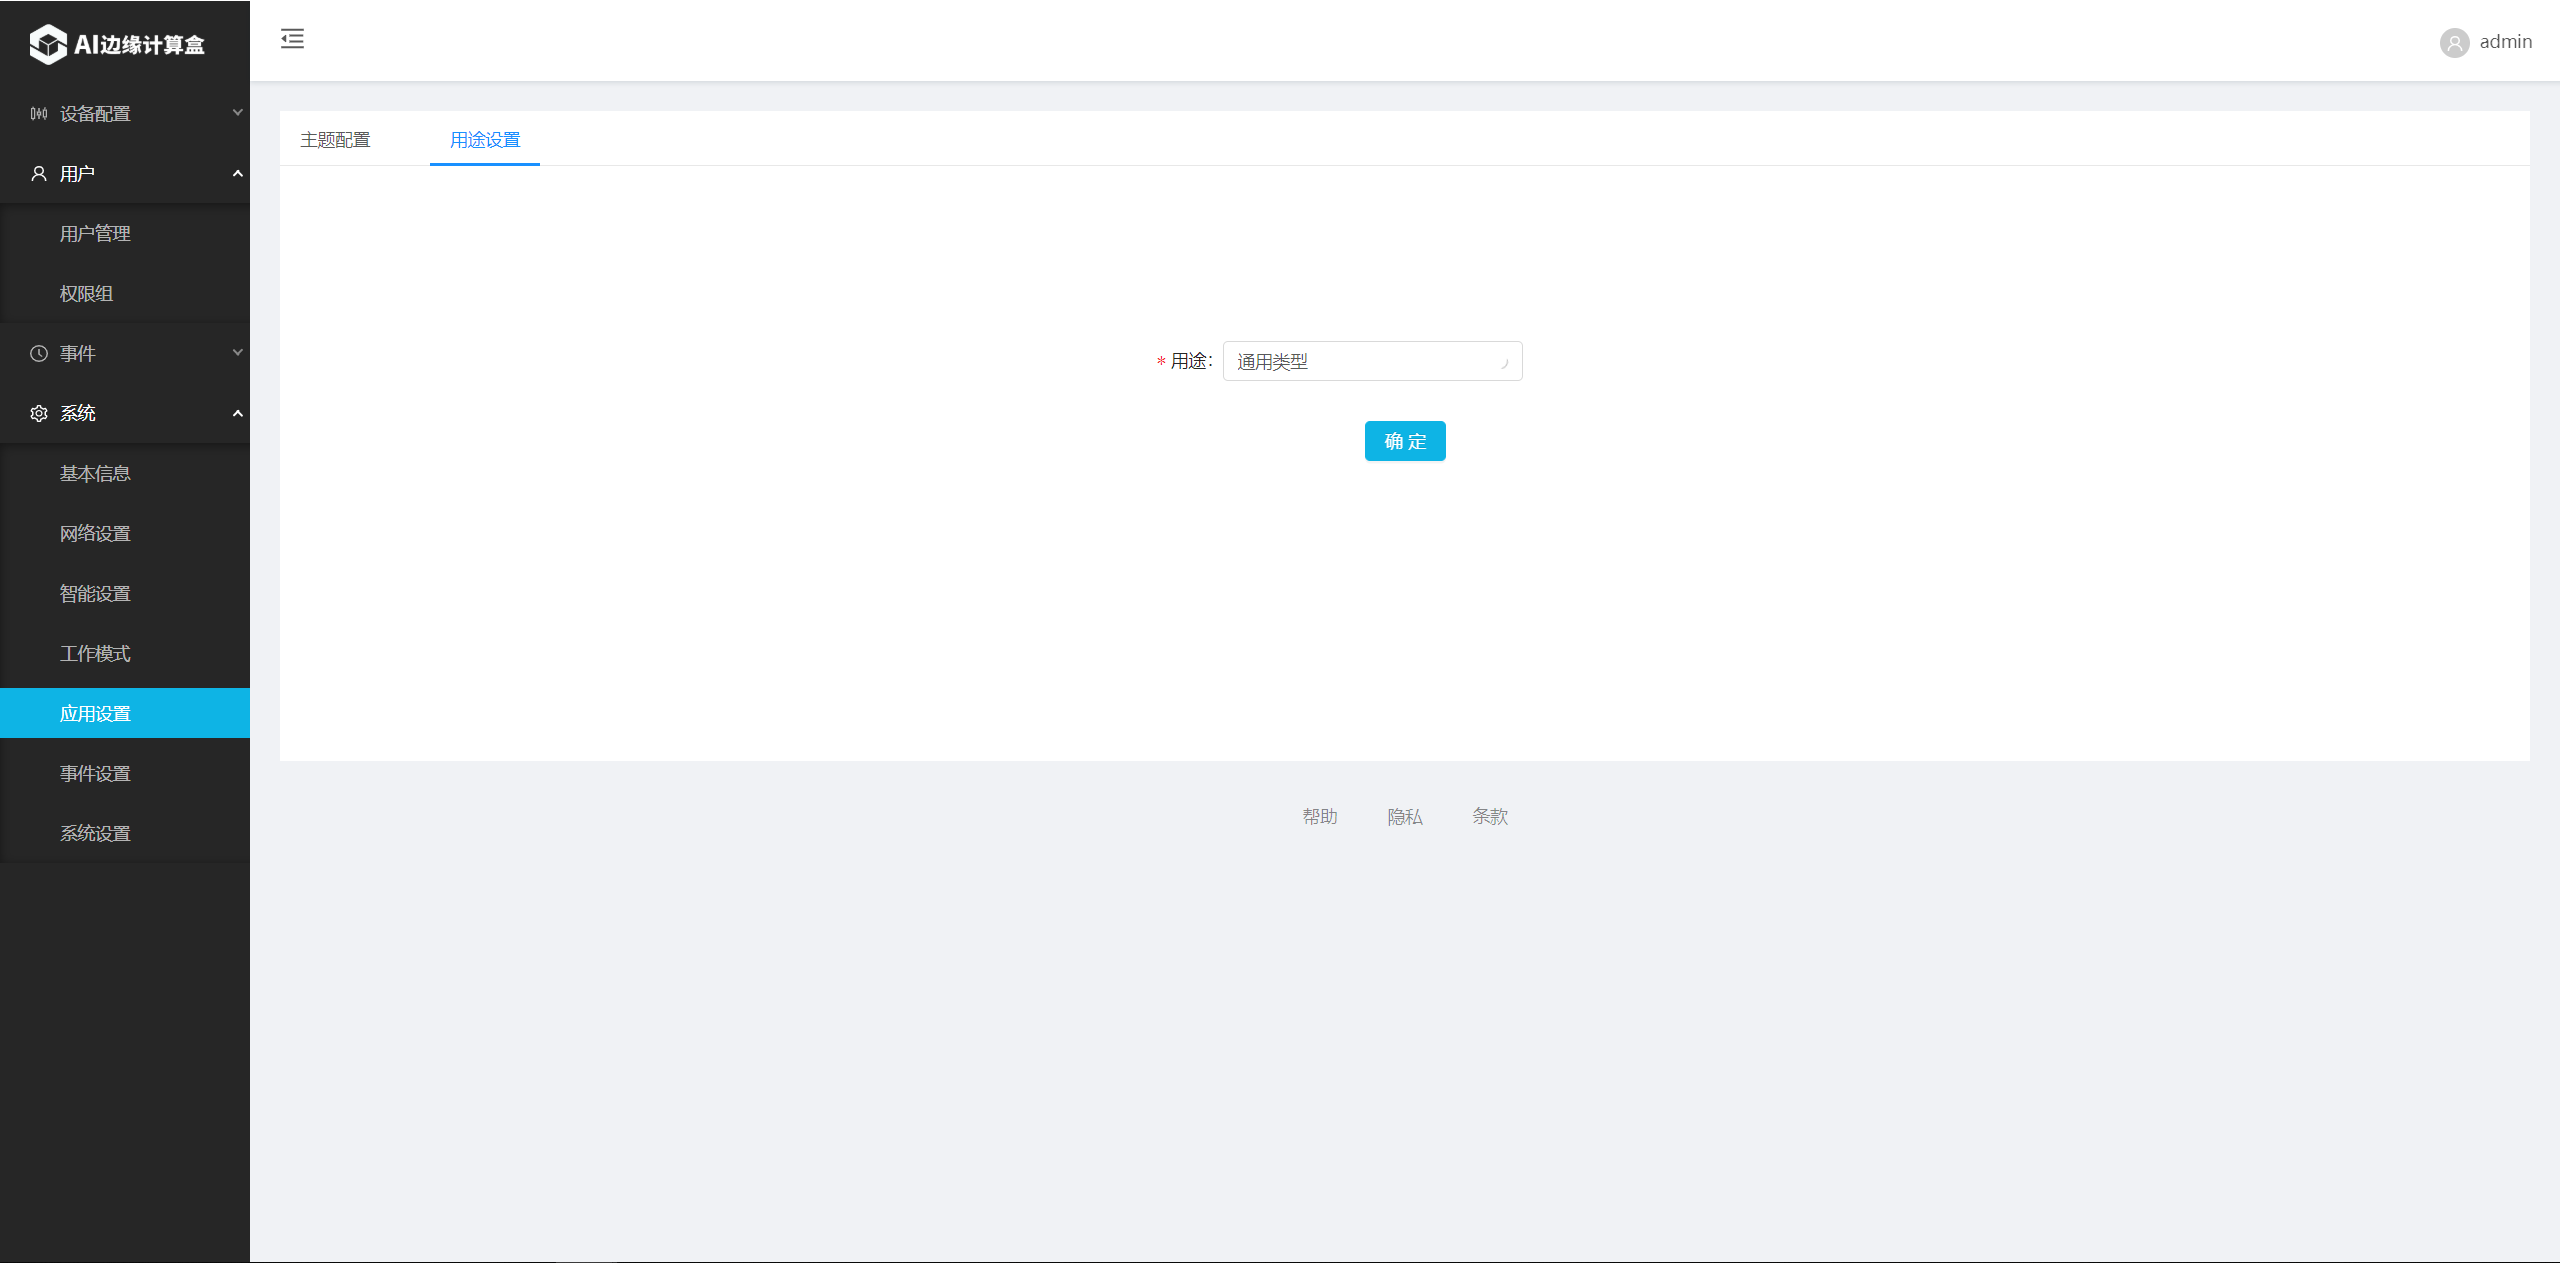 AI边缘计算盒
admin
设备配置
用户
用户管理
权限组
事件
系统
基本信息
网络设置
智能设置
工作模式
应用设置
事件设置
系统设置
主题配置
用途设置
* 用途:
通用类型
确 定
帮助
隐私
条款